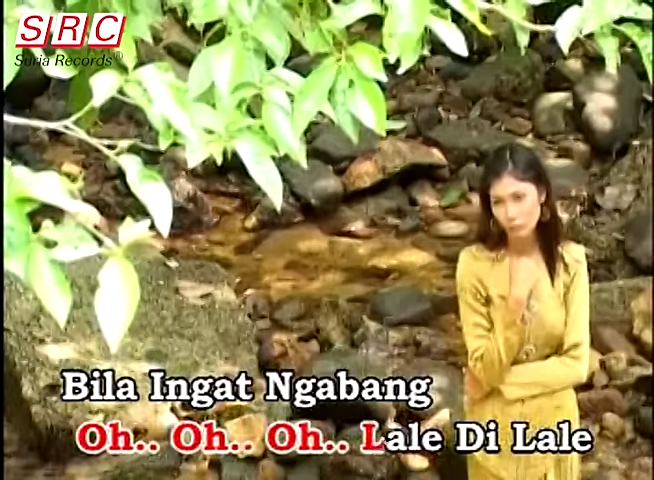 SRC
Suria Records®
Bila Ingat Ngabang
Oh.. Oh.. Oh.. Lale Di Lale